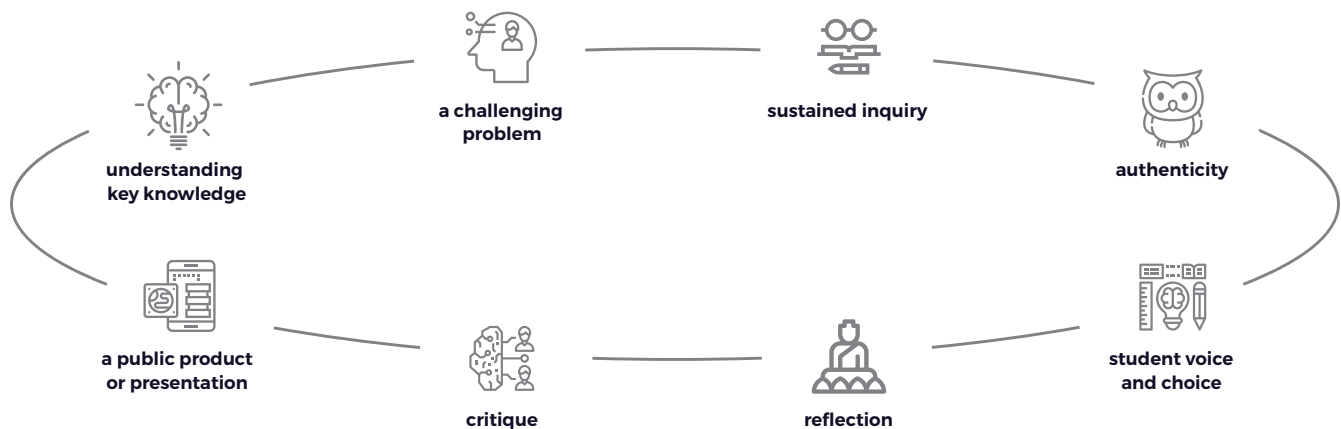 a challenging
problem
sustained inquiry
understanding
key knowledge
authenticity
a public product
or presentation
student voice
and choice
critique
reflection